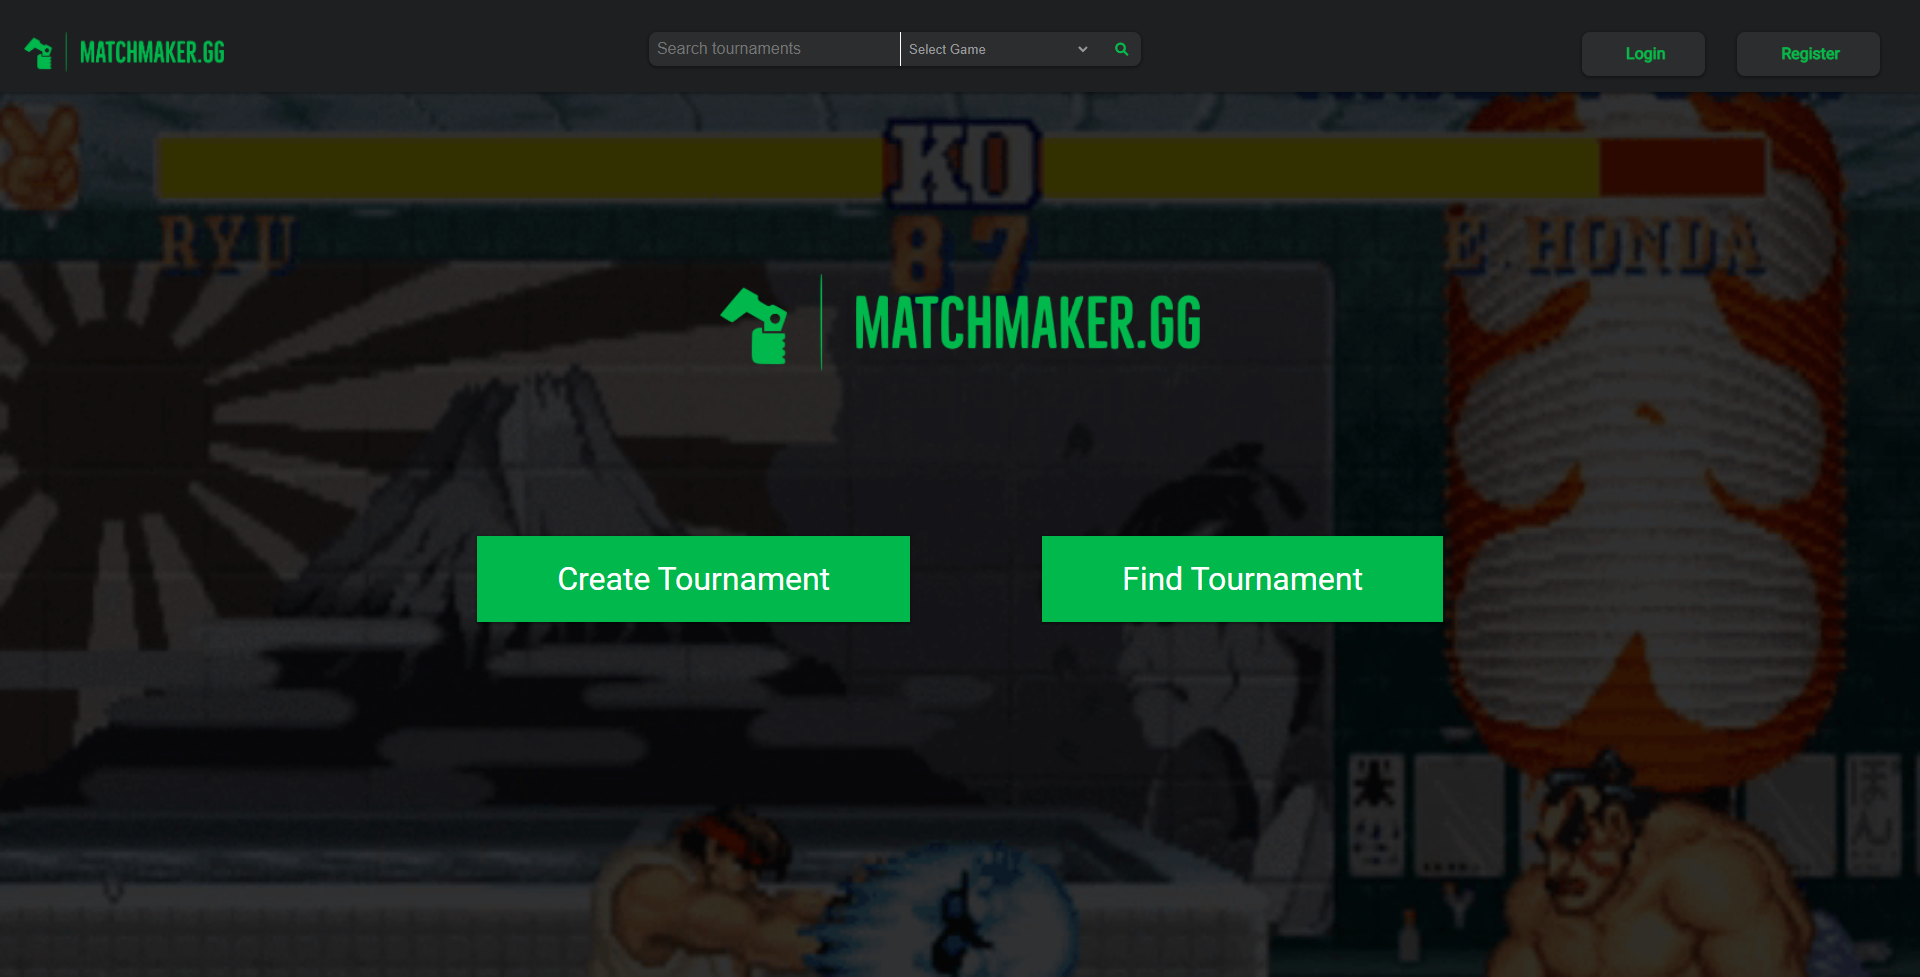 MATCHMAKER.GG
Search tournaments
Select Game
Login
Register
KO
87
RYU
E. HONDA
MATCHMAKER.GG
Create Tournament
Find Tournament